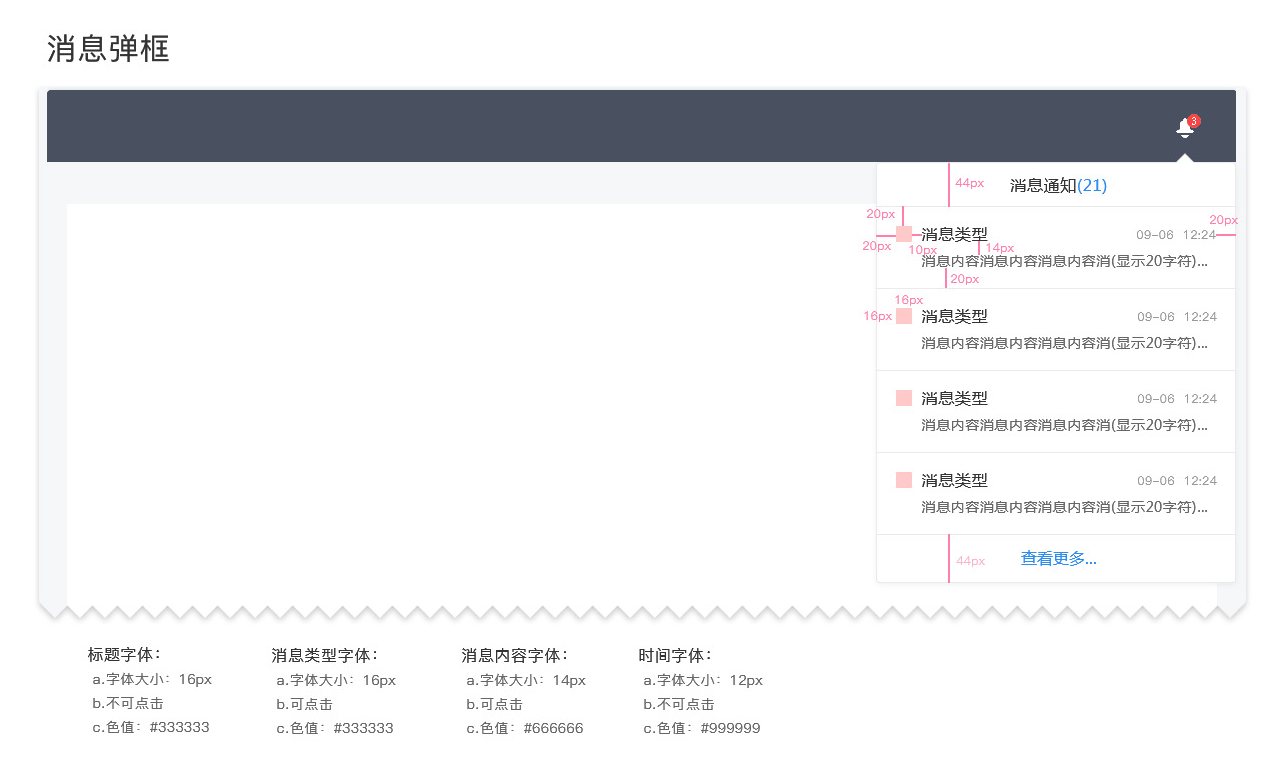 消息弹框
3
44px
消息通知(21)
20px
20px
消息类型
09-06 12:24
20px
10px
14px
消息内容消息内容消息内容消(显示20字符)...
20px
16px
16px
消息类型
09-06 12:24
消息内容消息内容消息内容消(显示20字符)...
消息类型
09-06 12:24
消息内容消息内容消息内容消(显示20字符)...
消息类型
09-06 12:24
消息内容消息内容消息内容消(显示20字符)...
44px
查看更多...
标题字体:
a.字体大小: 16px
b.不可点击
c.色值: #333333
消息类型字体:
a.字体大小: 16px
b.可点击
c.色值: #333333
消息内容字体:
a.字体大小: 14px
b.可点击
c.色值: #666666
时间字体:
a.字体大小: 12px
b.不可点击
c.色值: #999999